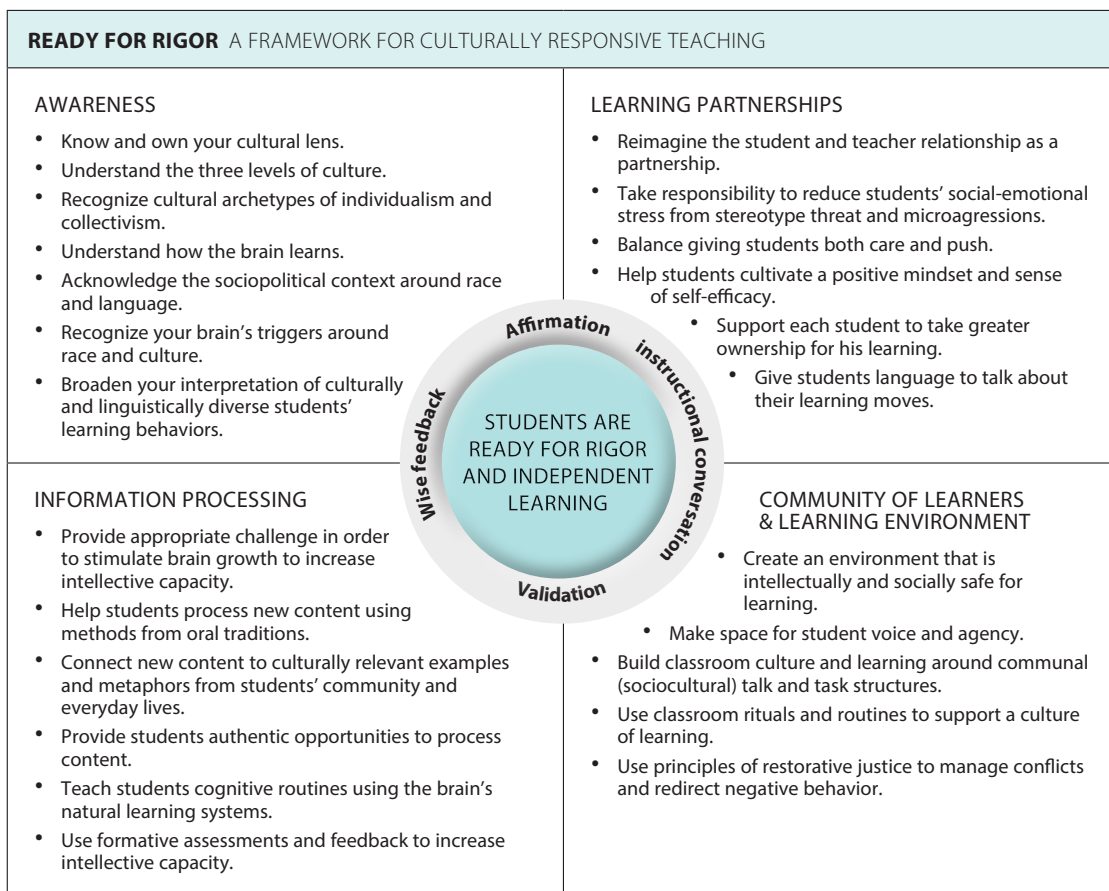 READY FOR RIGOR A FRAMEWORK FOR CULTURALLY RESPONSIVE TEACHING
AWARENESS
• Know and own your cultural lens.
• Understand the three levels of culture.
• Recognize cultural archetypes of individualism and
collectivism.
• Understand how the brain learns.
• Acknowledge the sociopolitical context around race
and language.
• Recognize your brain's triggers around
race and culture.
• Broaden your interpretation of culturally
and linguistically diverse students'
learning behaviors.
LEARNING PARTNERSHIPS
• Reimagine the student and teacher relationship as a
partnership.
• Take responsibility to reduce students' social-emotional
stress from stereotype threat and microagressions.
• Balance giving students both care and push.
• Help students cultivate a positive mindset and sense
of self-efficacy.
• Support each student to take greater
ownership for his learning.
• Give students language to talk about
their learning moves.
Affirmation
instructional conversation
Validation
Wise feedback
STUDENTS ARE
READY FOR RIGOR
AND INDEPENDENT
LEARNING
INFORMATION PROCESSING
• Provide appropriate challenge in order
to stimulate brain growth to increase
intellective capacity.
• Help students process new content using
methods from oral traditions.
• Connect new content to culturally relevant examples
and metaphors from students' community and
everyday lives.
• Provide students authentic opportunities to process
content.
• Teach students cognitive routines using the brain's
natural learning systems.
• Use formative assessments and feedback to increase
intellective capacity.
COMMUNITY OF LEARNERS
& LEARNING ENVIRONMENT
• Create an environment that is
intellectually and socially safe for
learning.
• Make space for student voice and agency.
• Build classroom culture and learning around communal
(sociocultural) talk and task structures.
• Use classroom rituals and routines to support a culture
of learning.
• Use principles of restorative justice to manage conflicts
and redirect negative behavior.